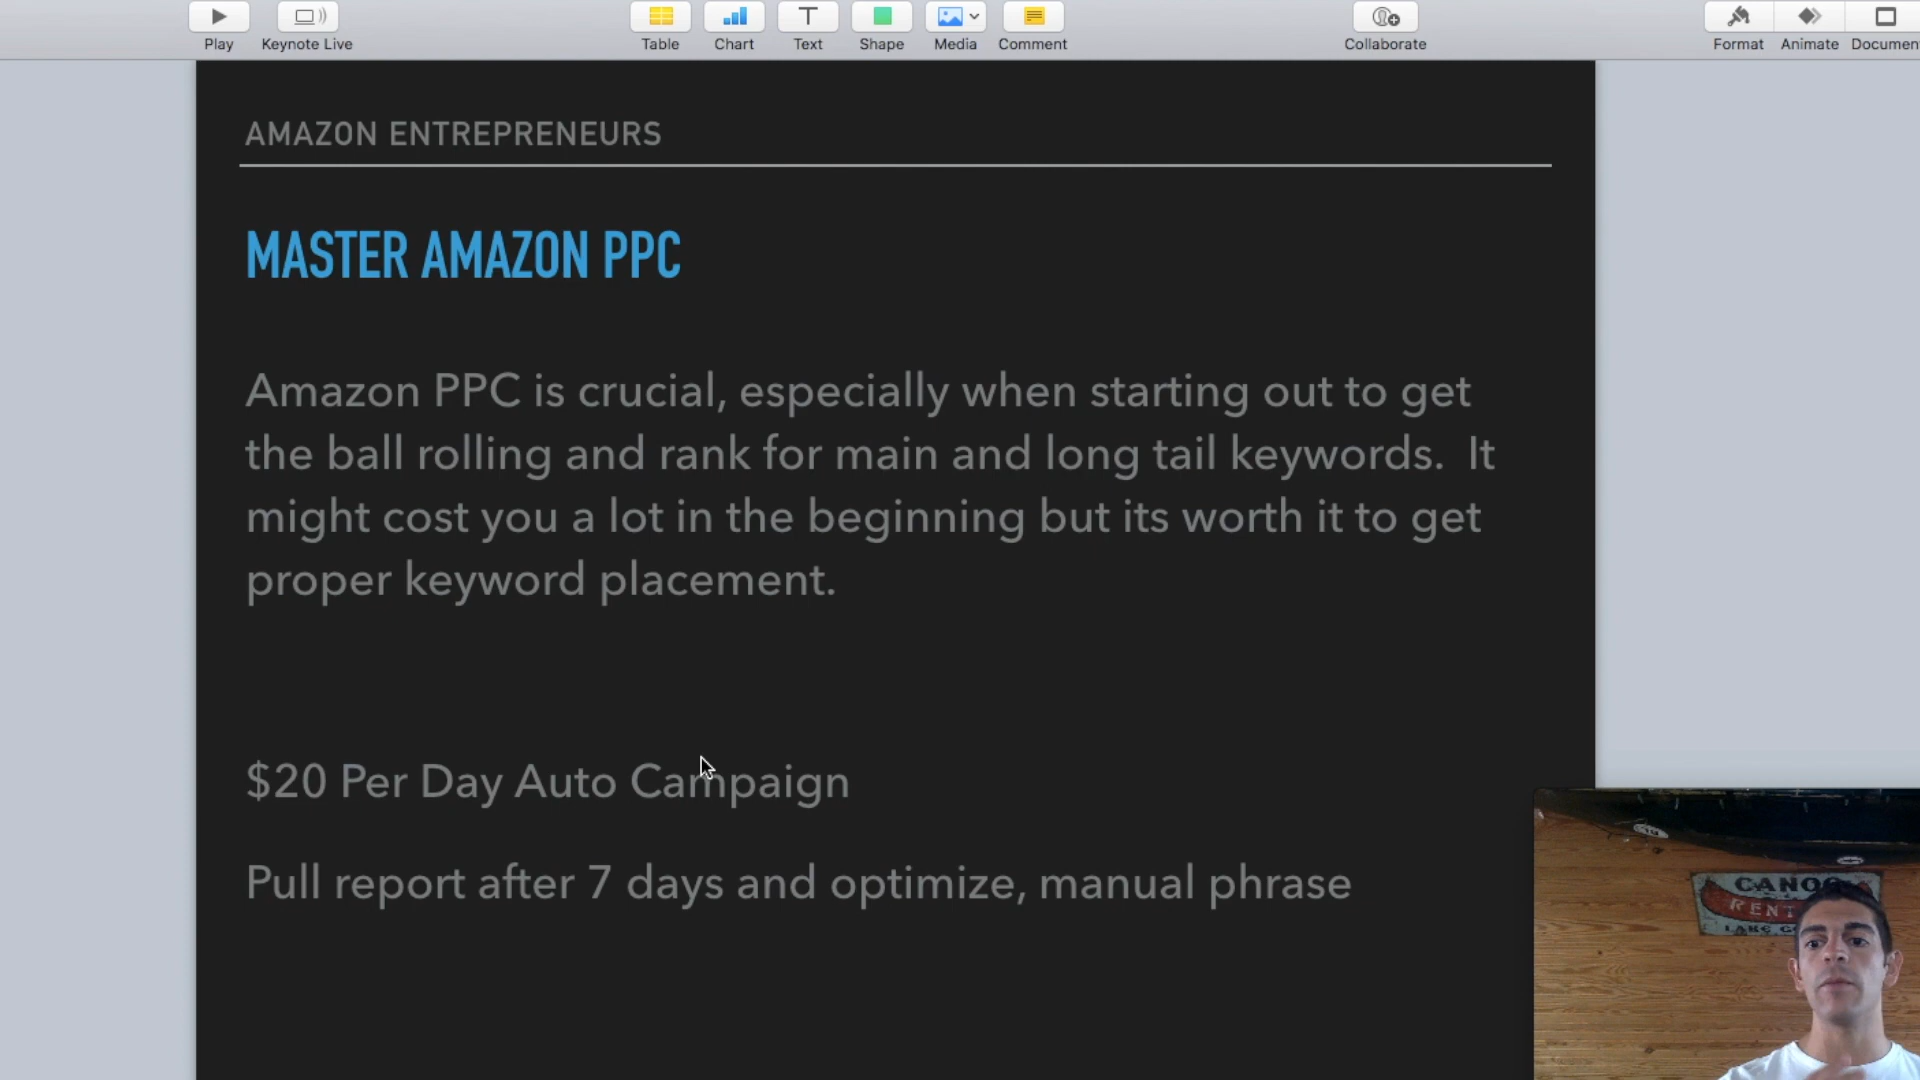 Play
Keynote Live
Table
Chart
Text
Shape
Media
Comment
Collaborate
Format
Animate
Documen
AMAZON ENTREPRENEURS
MASTER AMAZON PPC
Amazon PPC is crucial, especially when starting out to get
the ball rolling and rank for main and long tail keywords. It
might cost you a lot in the beginning but its worth it to get
proper keyword placement.
$20 Per Day Auto Campaign
Pull report after 7 days and optimize, manual phrase
CANOE
RENT
LAKE